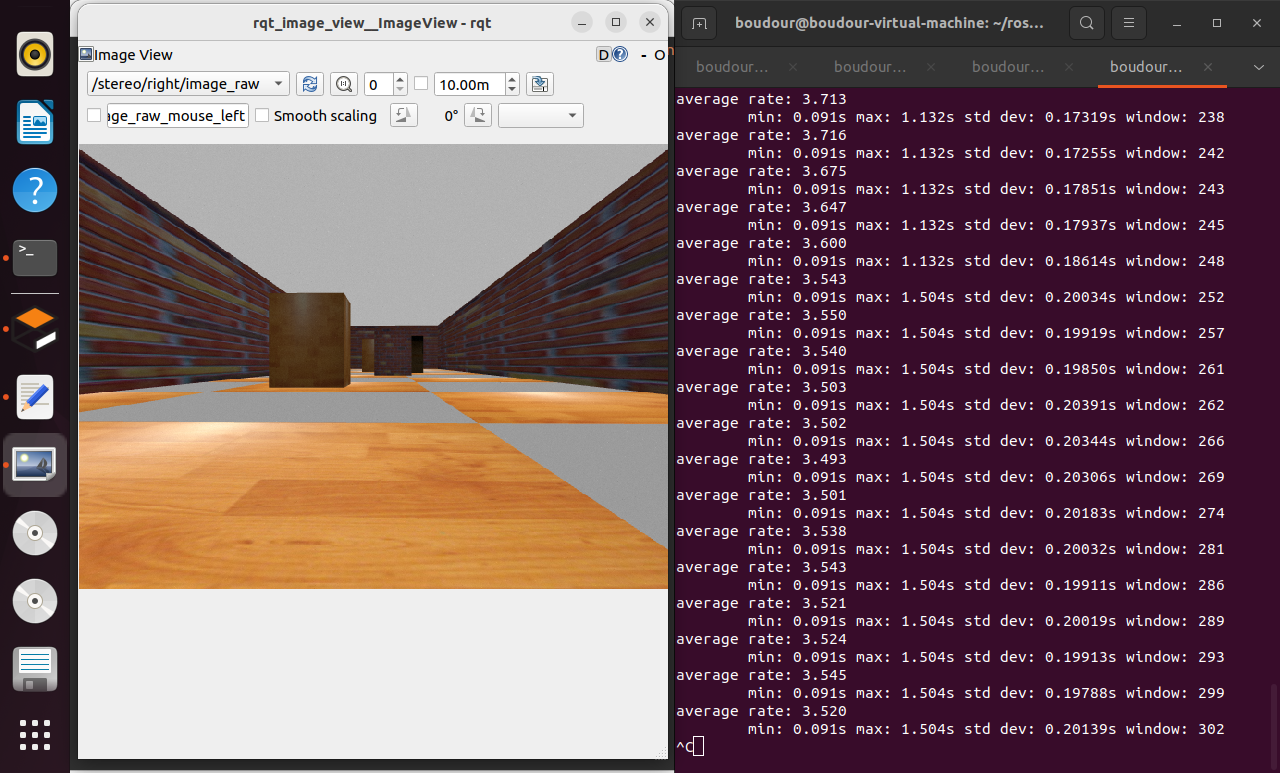 rqt_image_view__ImageView - rqt
Image View
D
- O
/stereo/right/image_raw
0
10.00m
age_raw_mouse_left
Smooth scaling
0°
boudour@boudour-virtual-machine: ~/ros...
boudour...
boudour...
boudour...
boudour...
average rate: 3.713
min: 0.091s max: 1.132s std dev: 0.17319s window: 238
average rate: 3.716
min: 0.091s max: 1.132s std dev: 0.17255s window: 242
average rate: 3.675
min: 0.091s max: 1.132s std dev: 0.17851s window: 243
average rate: 3.647
min: 0.091s max: 1.132s std dev: 0.17937s window: 245
average rate: 3.600
min: 0.091s max: 1.132s std dev: 0.18614s window: 248
average rate: 3.543
min: 0.091s max: 1.504s std dev: 0.20034s window: 252
average rate: 3.550
min: 0.091s max: 1.504s std dev: 0.19919s window: 257
average rate: 3.540
min: 0.091s max: 1.504s std dev: 0.19850s window: 261
average rate: 3.503
min: 0.091s max: 1.504s std dev: 0.20391s window: 262
average rate: 3.502
min: 0.091s max: 1.504s std dev: 0.20344s window: 266
average rate: 3.493
min: 0.091s max: 1.504s std dev: 0.20306s window: 269
average rate: 3.501
min: 0.091s max: 1.504s std dev: 0.20183s window: 274
average rate: 3.538
min: 0.091s max: 1.504s std dev: 0.20032s window: 281
average rate: 3.543
min: 0.091s max: 1.504s std dev: 0.19911s window: 286
average rate: 3.521
min: 0.091s max: 1.504s std dev: 0.20019s window: 289
average rate: 3.524
min: 0.091s max: 1.504s std dev: 0.19913s window: 293
average rate: 3.545
min: 0.091s max: 1.504s std dev: 0.19788s window: 299
average rate: 3.520
min: 0.091s max: 1.504s std dev: 0.20139s window: 302
^C